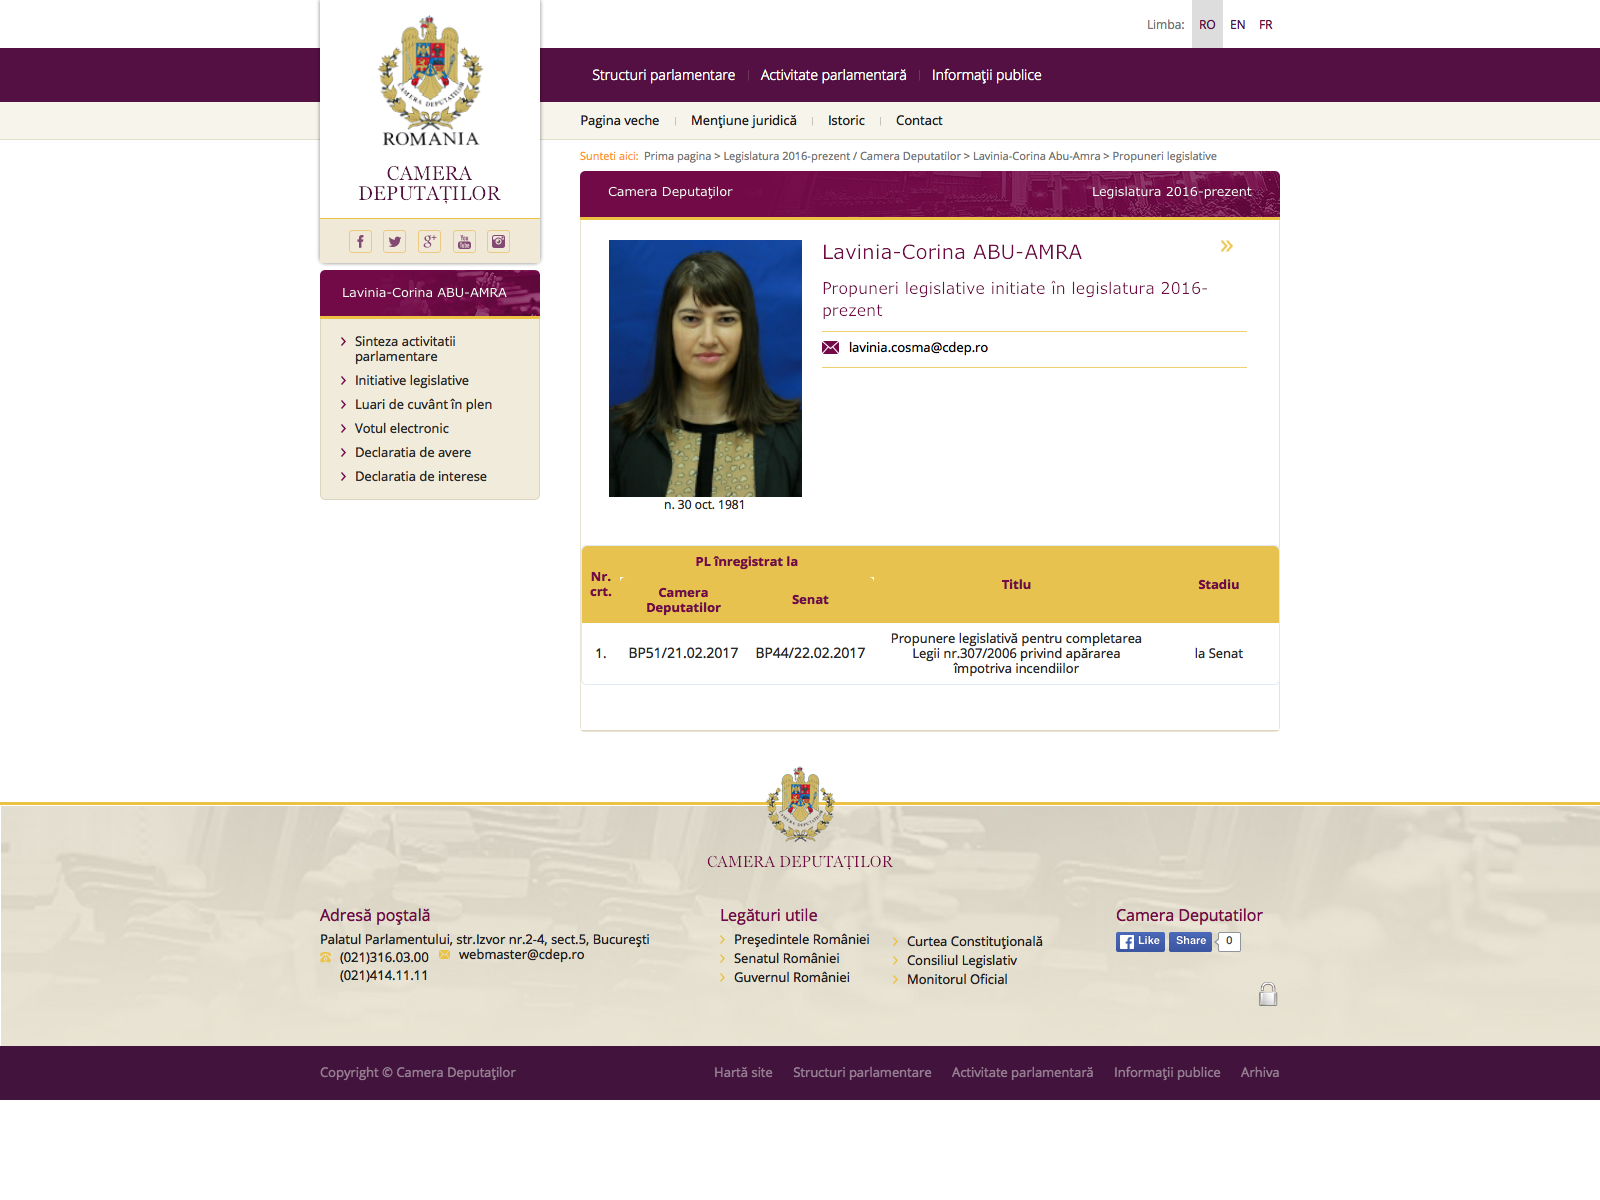 Limba: RO EN FR
CAMERA DEPUTAȚILOR
ROMANIA
CAMERA
DEPUTAȚILOR
Structuri parlamentare
Activitate parlamentară
Informaţii publice
Pagina veche
Menţiune juridică
Istoric
Contact
Sunteti aici: Prima pagina > Legislatura 2016-prezent / Camera Deputatilor > Lavinia-Corina Abu-Amra > Propuneri legislative
Lavinia-Corina ABU-AMRA
Sinteza activitatii
parlamentare
Initiative legislative
Luari de cuvânt în plen
Votul electronic
Declaratia de avere
Declaratia de interese
Camera Deputaţilor
Legislatura 2016-prezent
Lavinia-Corina ABU-AMRA
Propuneri legislative initiate în legislatura 2016-
prezent
lavinia.cosma@cdep.ro
n. 30 oct. 1981
Nr.
crt.
PL înregistrat la
Camera
Deputatilor
Senat
Titlu
Stadiu
1.
BP51/21.02.2017
BP44/22.02.2017
Propunere legislativă pentru completarea
Legii nr.307/2006 privind apărarea
împotriva incendiilor
la Senat
CAMERA DEPUTAȚILOR
CAMERA DEPUTAȚILOR
Adresă poştală
Palatul Parlamentului, str.Izvor nr.2-4, sect.5, Bucureşti
(021)316.03.00
webmaster@cdep.ro
(021)414.11.11
Legături utile
Preşedintele României
Senatul României
Guvernul României
Curtea Constituţională
Consiliul Legislativ
Monitorul Oficial
Camera Deputatilor
Like
Share
0
Copyright © Camera Deputaţilor
Hartă site
Structuri parlamentare
Activitate parlamentară
Informaţii publice
Arhiva